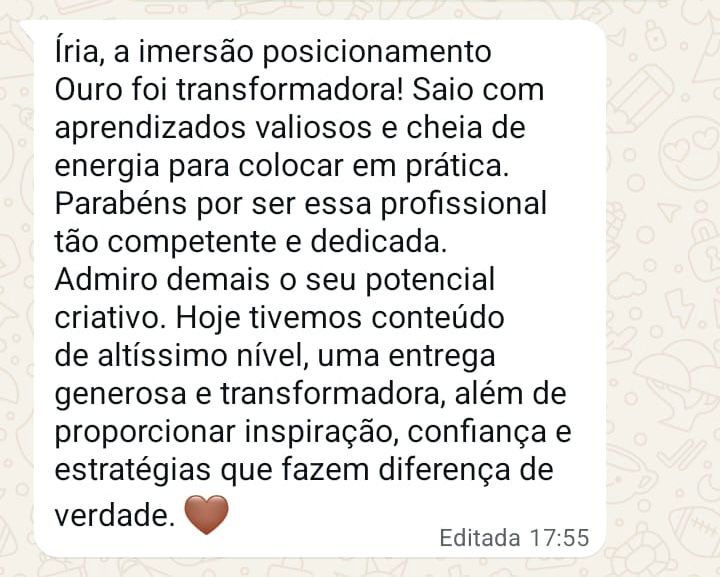 Íria, a imersão posicionamento
Ouro foi transformadora! Saio com
aprendizados valiosos e cheia de
energia para colocar em prática.
Parabéns por ser essa profissional
tão competente e dedicada.
Admiro demais o seu potencial
criativo. Hoje tivemos conteúdo
de altíssimo nível, uma entrega
generosa e transformadora, além de
proporcionar inspiração, confiança e
estratégias que fazem diferença de
verdade. 🤎
Editada 17:55